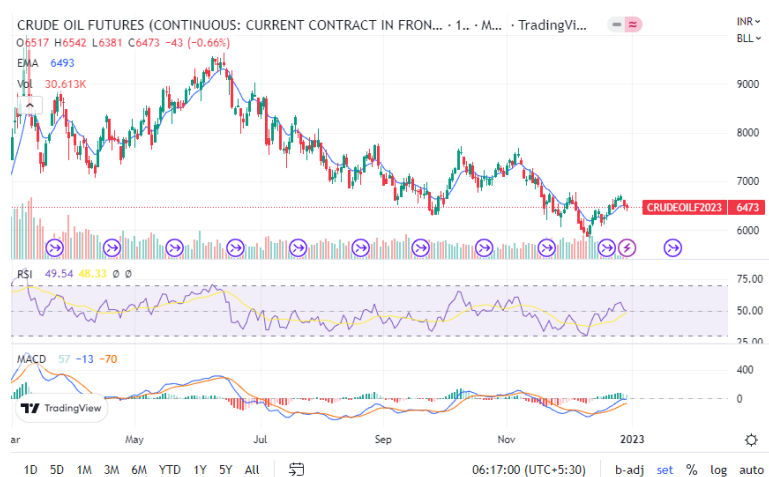 CRUDE OIL FUTURES (CONTINUOUS: CURRENT CONTRACT IN FRON... · 1... · M... · TradingVi...
INR
BLL
O6517 H6542 L6381 C6473 −43 (−0.66%)
EMA 6493
Vol 30.613K
9000
8000
7000
CRUDEOILF2023 6473
6000
RSI 49.54 48.33 Ø Ø
75.00
50.00
25.00
MACD 57 −13 −70
400
0
TradingView
ar May Jul Sep Nov 2023
1D 5D 1M 3M 6M YTD 1Y 5Y All
06:17:00 (UTC+5:30) b-adj set % log auto